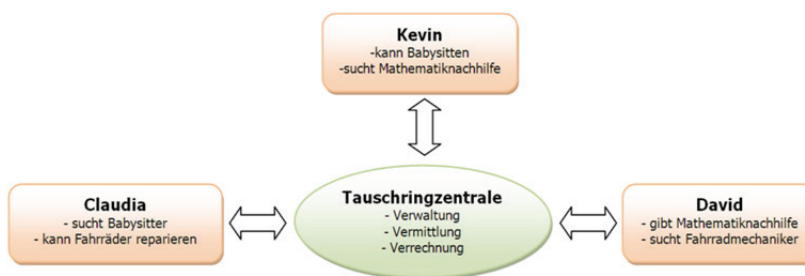 Kevin
-kann Babysitten
-sucht Mathematiknachhilfe
Claudia
- sucht Babysitter
- kann Fahrräder reparieren
Tauschringzentrale
- Verwaltung
- Vermittlung
- Verrechnung
David
- gibt Mathematiknachhilfe
- sucht Fahrradmechaniker